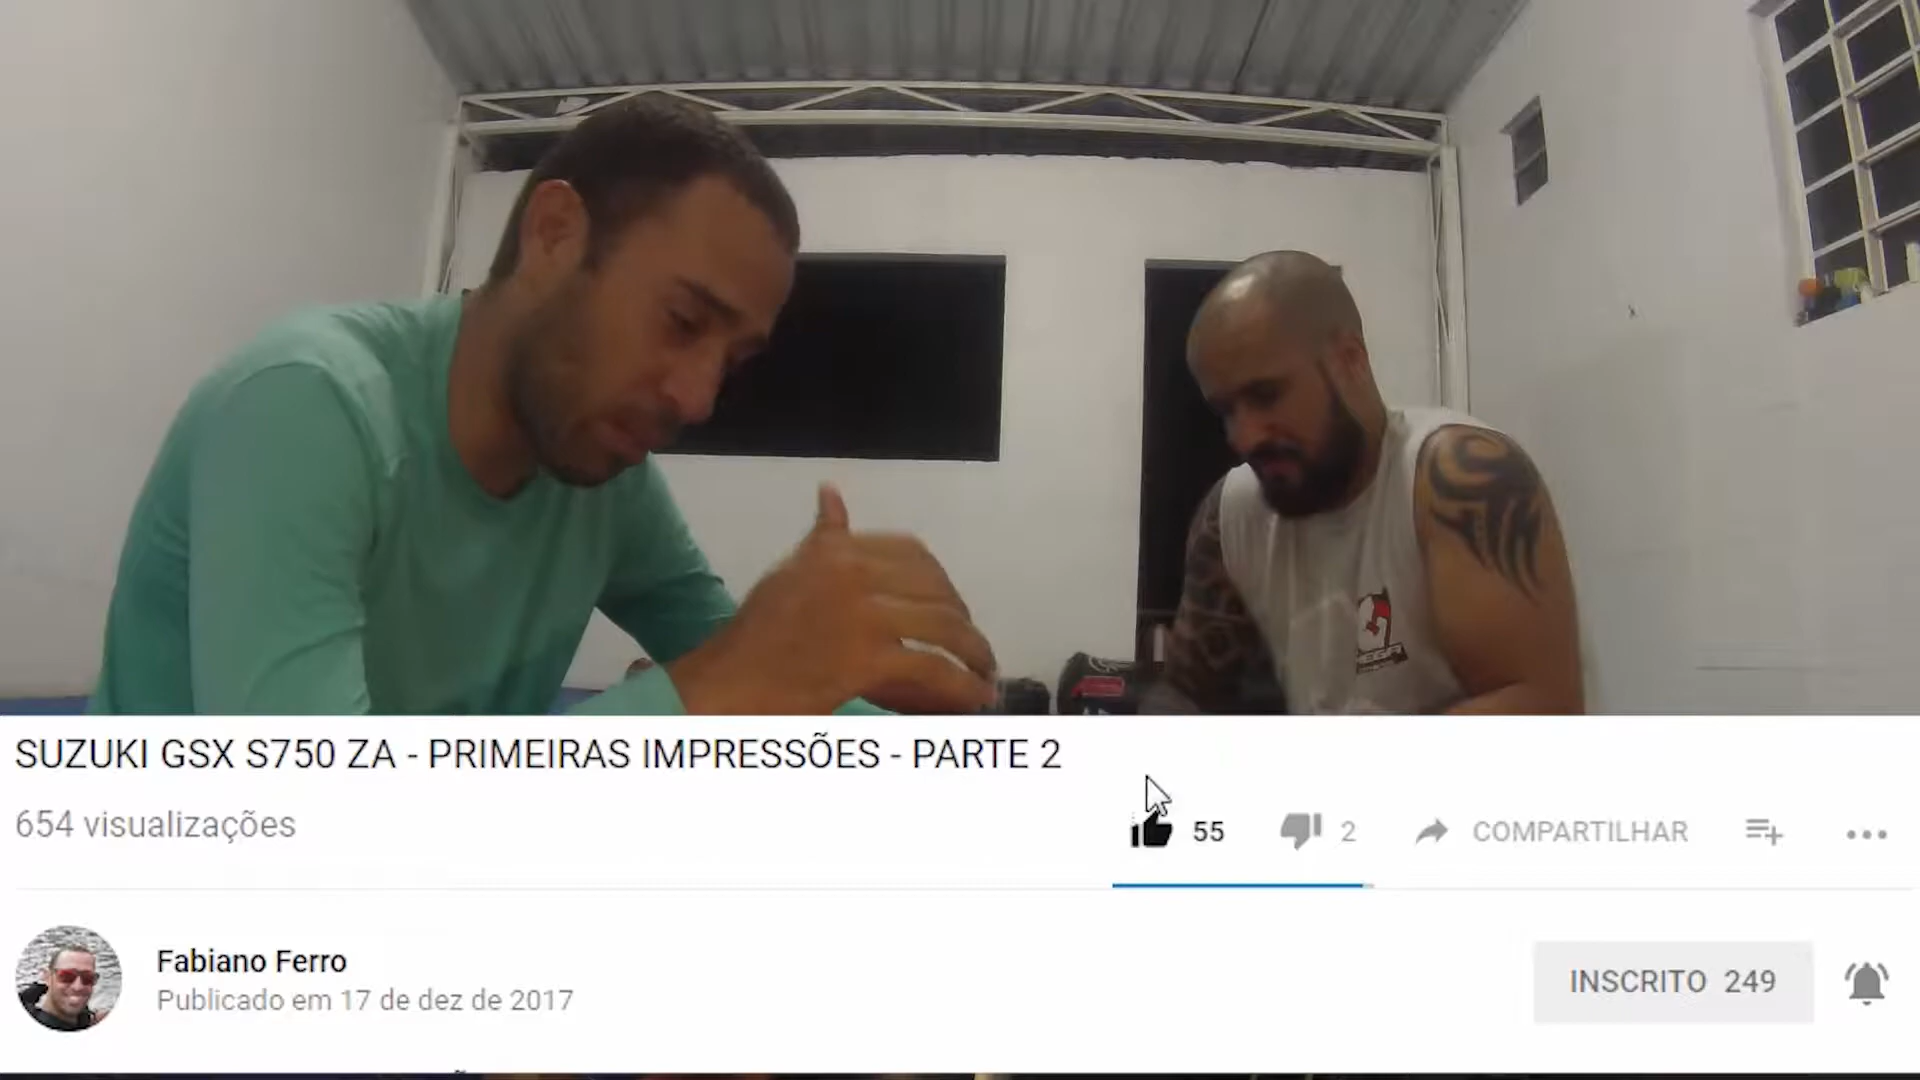 SUZUKI GSX S750 ZA - PRIMEIRAS IMPRESSÕES - PARTE 2
654 visualizações
55
2
COMPARTILHAR
Fabiano Ferro
Publicado em 17 de dez de 2017
INSCRITO 249